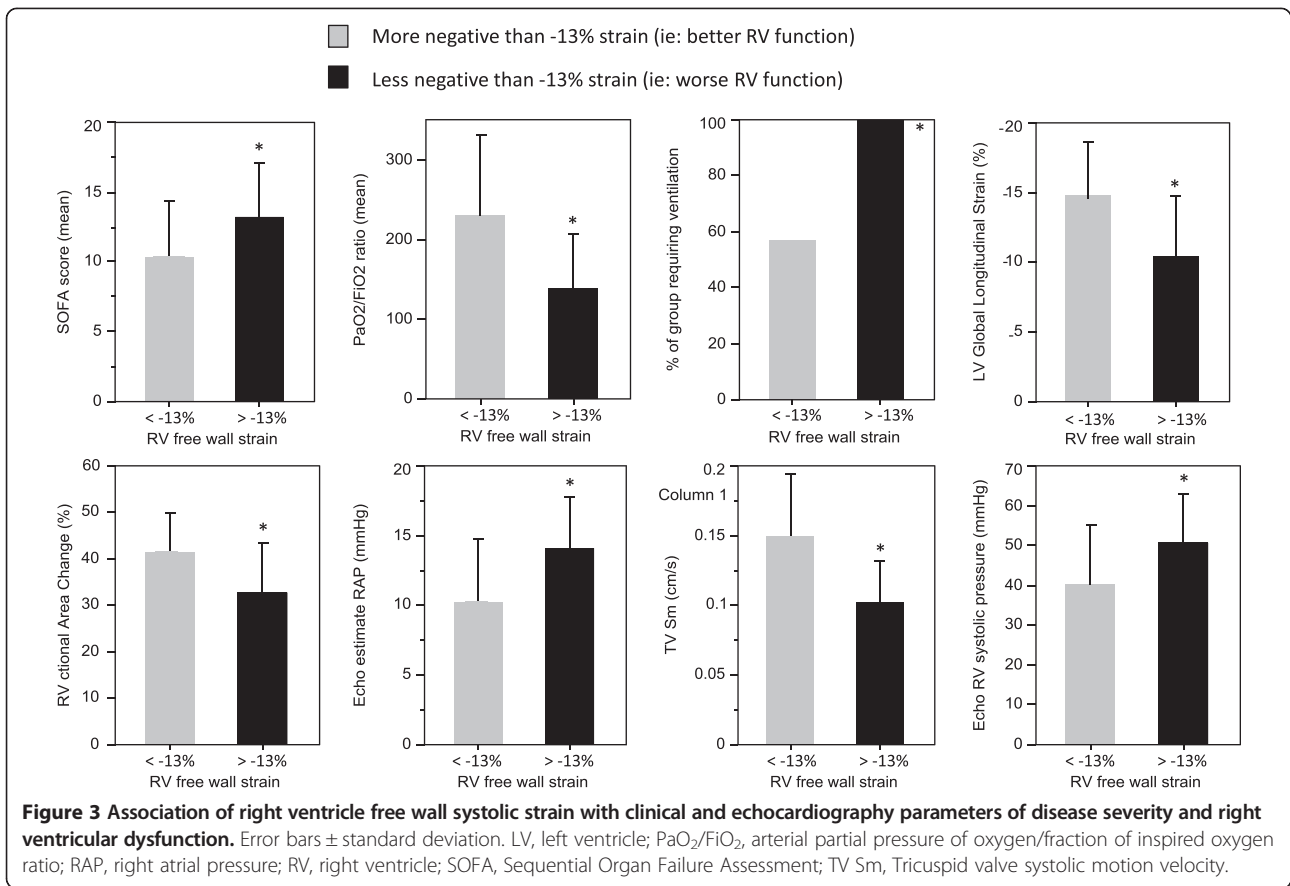 More negative than -13% strain (ie: better RV function)
Less negative than -13% strain (ie: worse RV function)
SOFA score (mean)
20
15
10
5
0
*
< -13% > -13%
RV free wall strain
PaO2/FiO2 ratio (mean)
300
200
100
0
*
< -13% > -13%
RV free wall strain
% of group requiring ventilation
100
80
60
40
20
0
*
< -13% > -13%
RV free wall strain
LV Global Longitudinal Strain (%)
-20
-15
-10
-5
-0
*
< -13% > -13%
RV free wall strain
RV ctional Area Change (%)
60
50
40
30
20
10
0
*
< -13% > -13%
RV free wall strain
Echo estimate RAP (mmHg)
20
15
10
5
0
*
< -13% > -13%
RV free wall strain
TV Sm (cm/s)
0.2
Column 1
0.15
0.1
0.05
0
*
< -13% > -13%
RV free wall strain
Echo RV systolic pressure (mmHg)
70
60
50
40
30
20
10
0
*
< -13% > -13%
RV free wall strain
Figure 3 Association of right ventricle free wall systolic strain with clinical and echocardiography parameters of disease severity and right
ventricular dysfunction. Error bars ± standard deviation. LV, left ventricle; PaO₂/FiO₂, arterial partial pressure of oxygen/fraction of inspired oxygen
ratio; RAP, right atrial pressure; RV, right ventricle; SOFA, Sequential Organ Failure Assessment; TV Sm, Tricuspid valve systolic motion velocity.